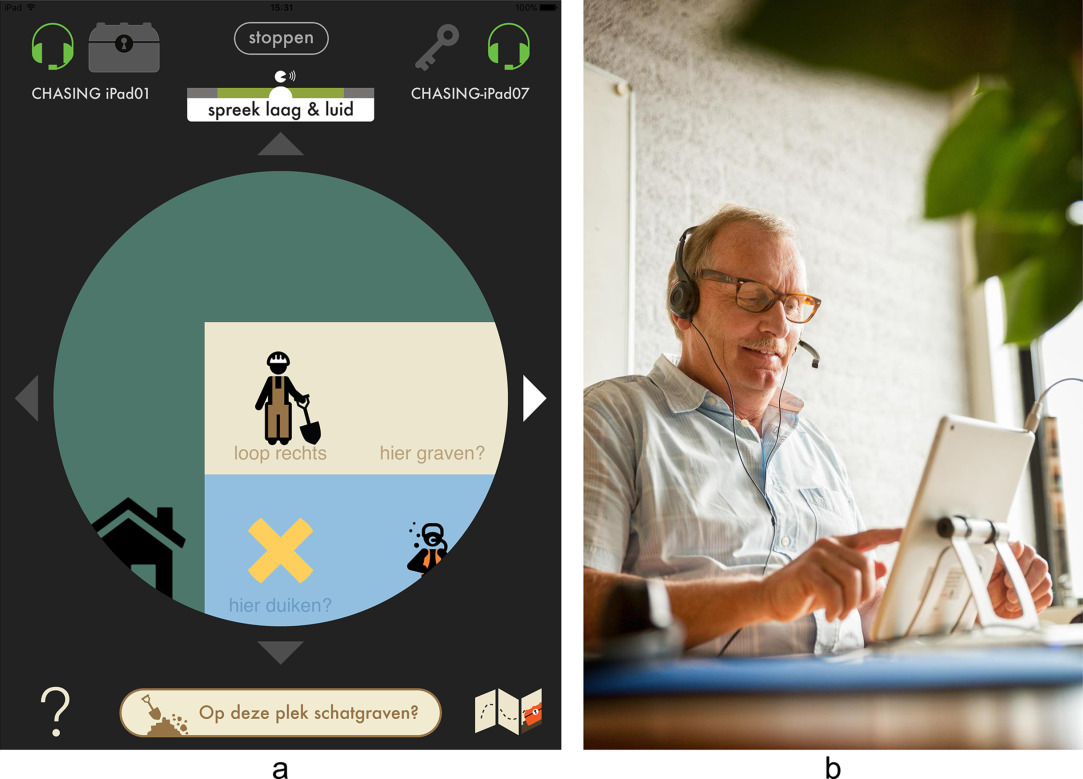 iPad 15:31 100%
stoppen
CHASING iPad01
CHASING-iPad07
spreek laag & luid
loop rechts
hier graven?
hier duiken?
?
Op deze plek schatgraven?
a
b